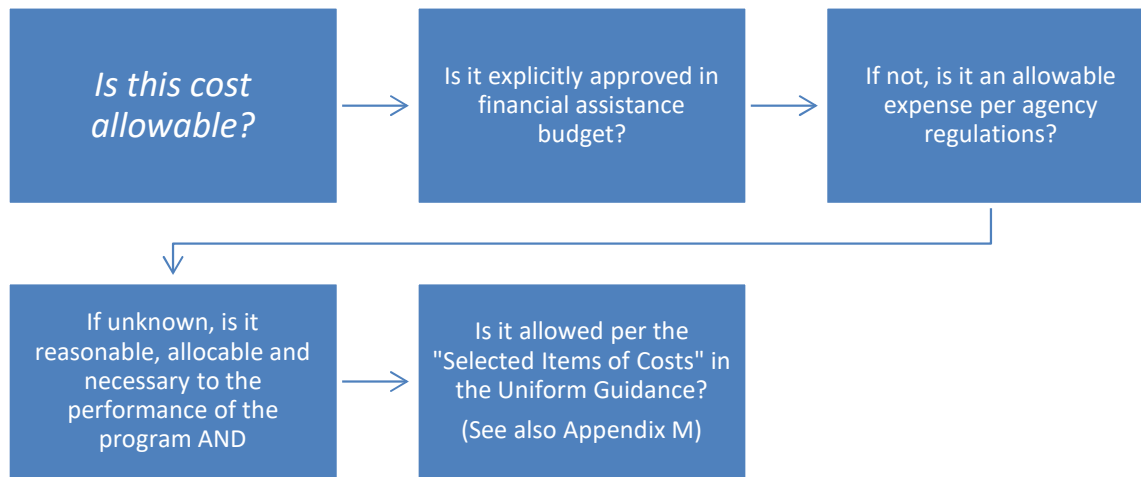 Is this cost
allowable?
Is it explicitly approved in
financial assistance
budget?
If not, is it an allowable
expense per agency
regulations?
If unknown, is it
reasonable, allocable and
necessary to the
performance of the
program AND
Is it allowed per the
"Selected Items of Costs" in
the Uniform Guidance?
(See also Appendix M)